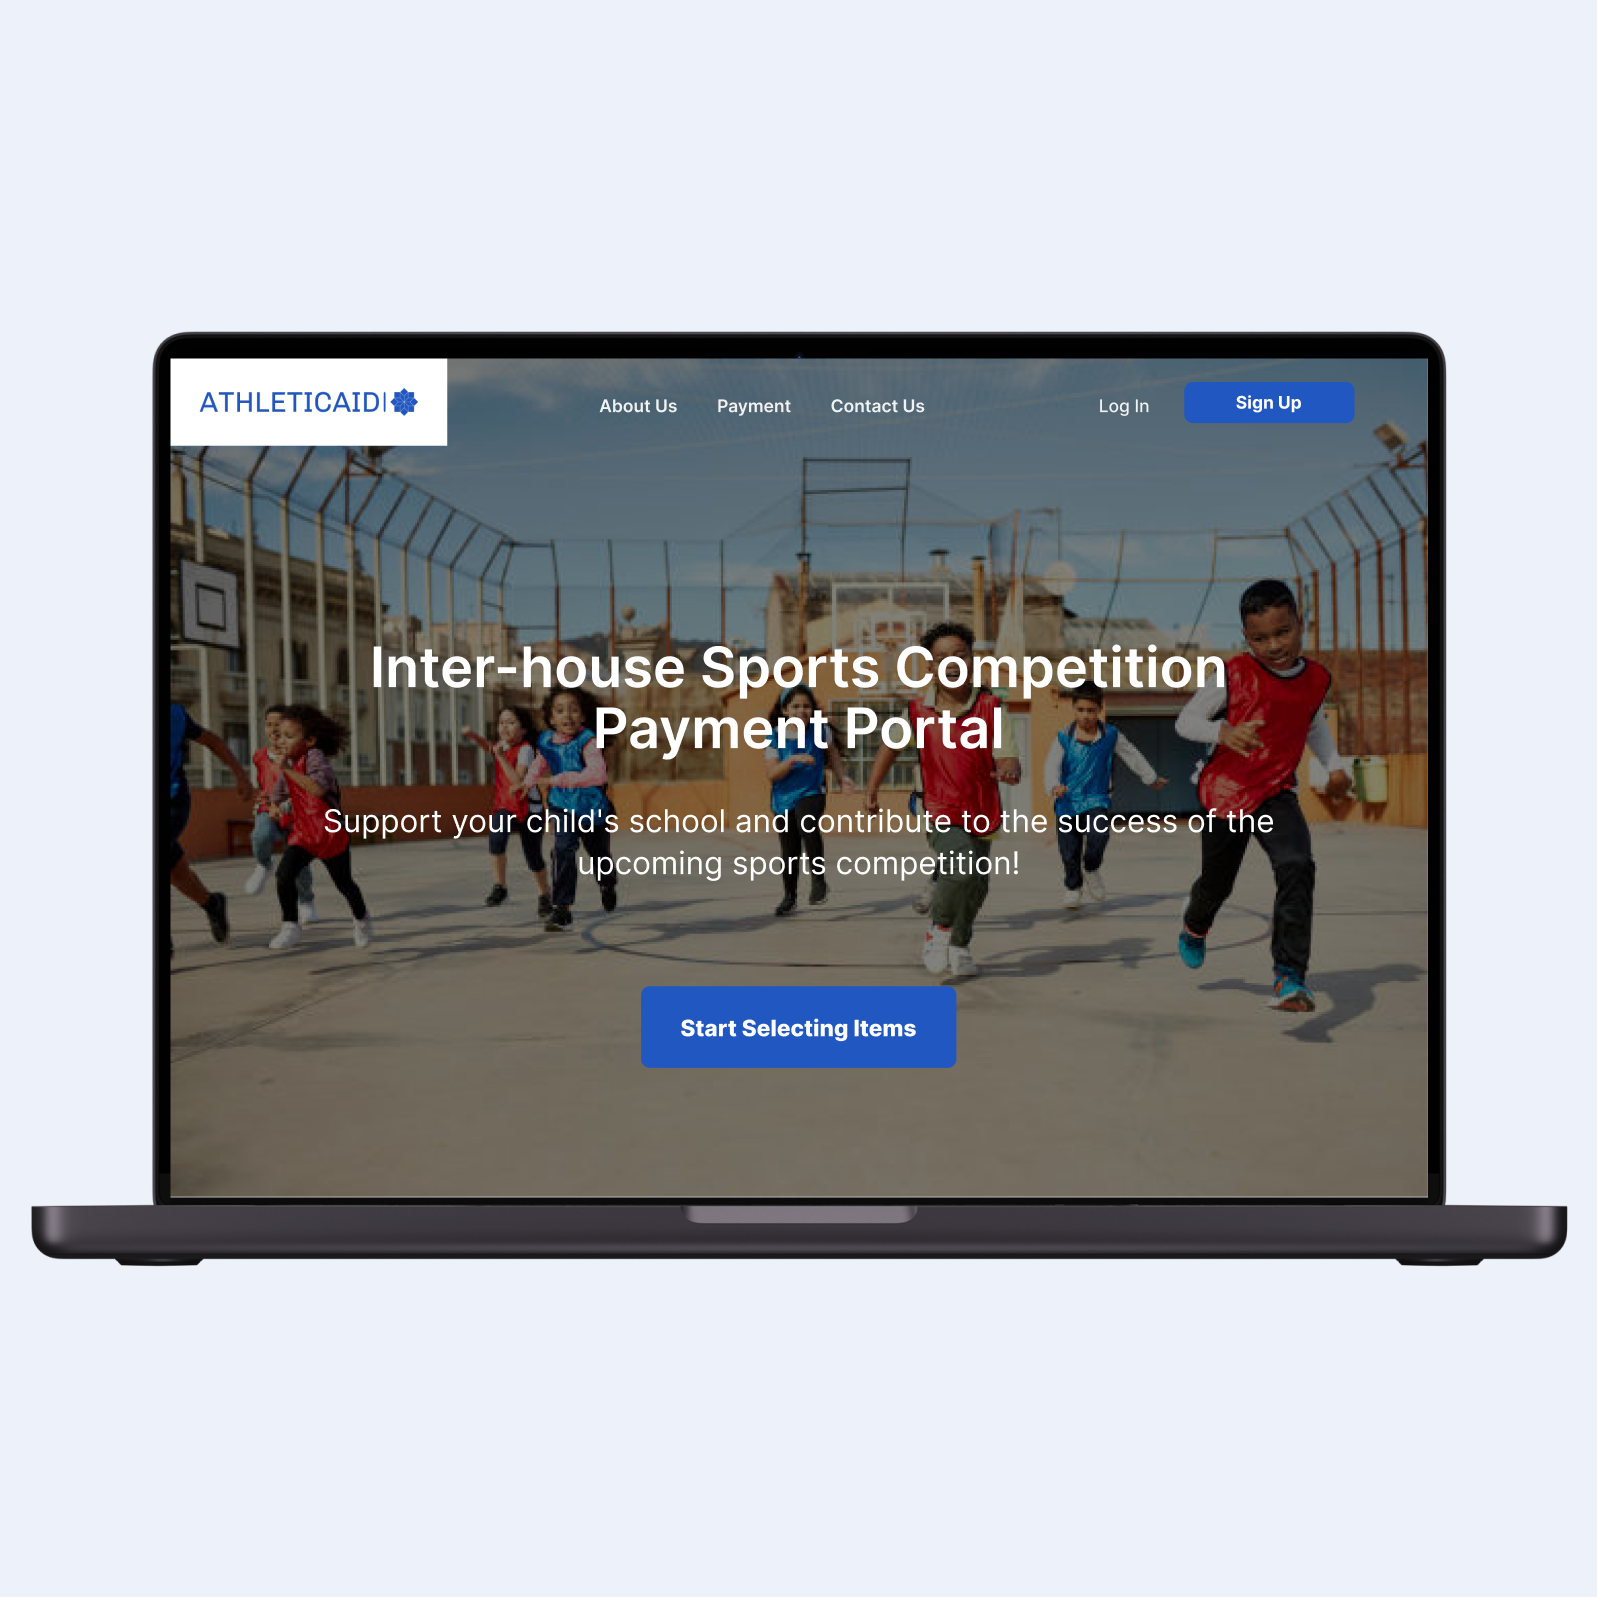 ATHLETICAID
About Us
Payment
Contact Us
Log In
Sign Up
Inter-house Sports Competition
Payment Portal
Support your child's school and contribute to the success of the
upcoming sports competition!
Start Selecting Items